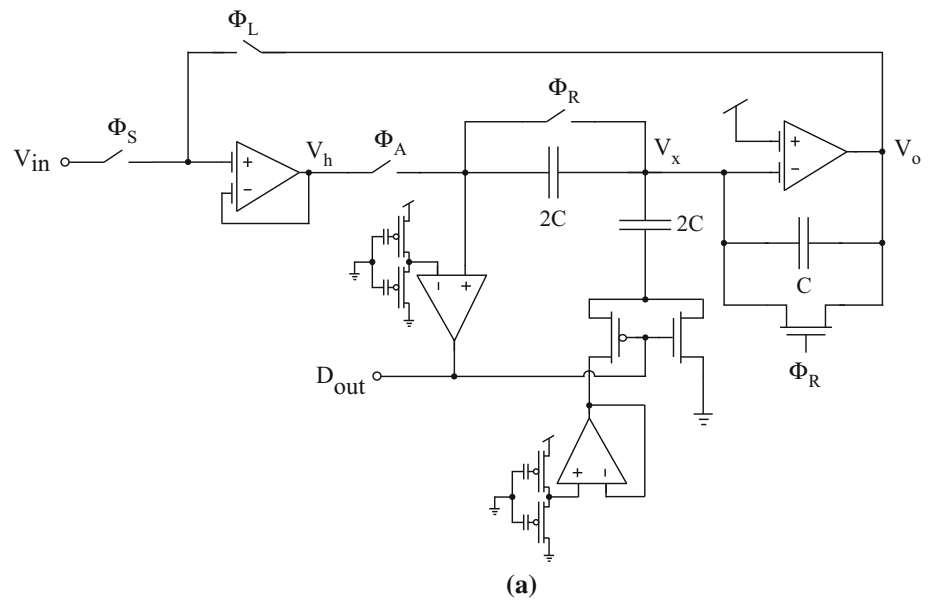 Φ_L
Φ_S
V_in
+
−
V_h
Φ_A
Φ_R
2C
V_x
2C
+
−
V_o
C
Φ_R
− +
D_out
+ −
(a)